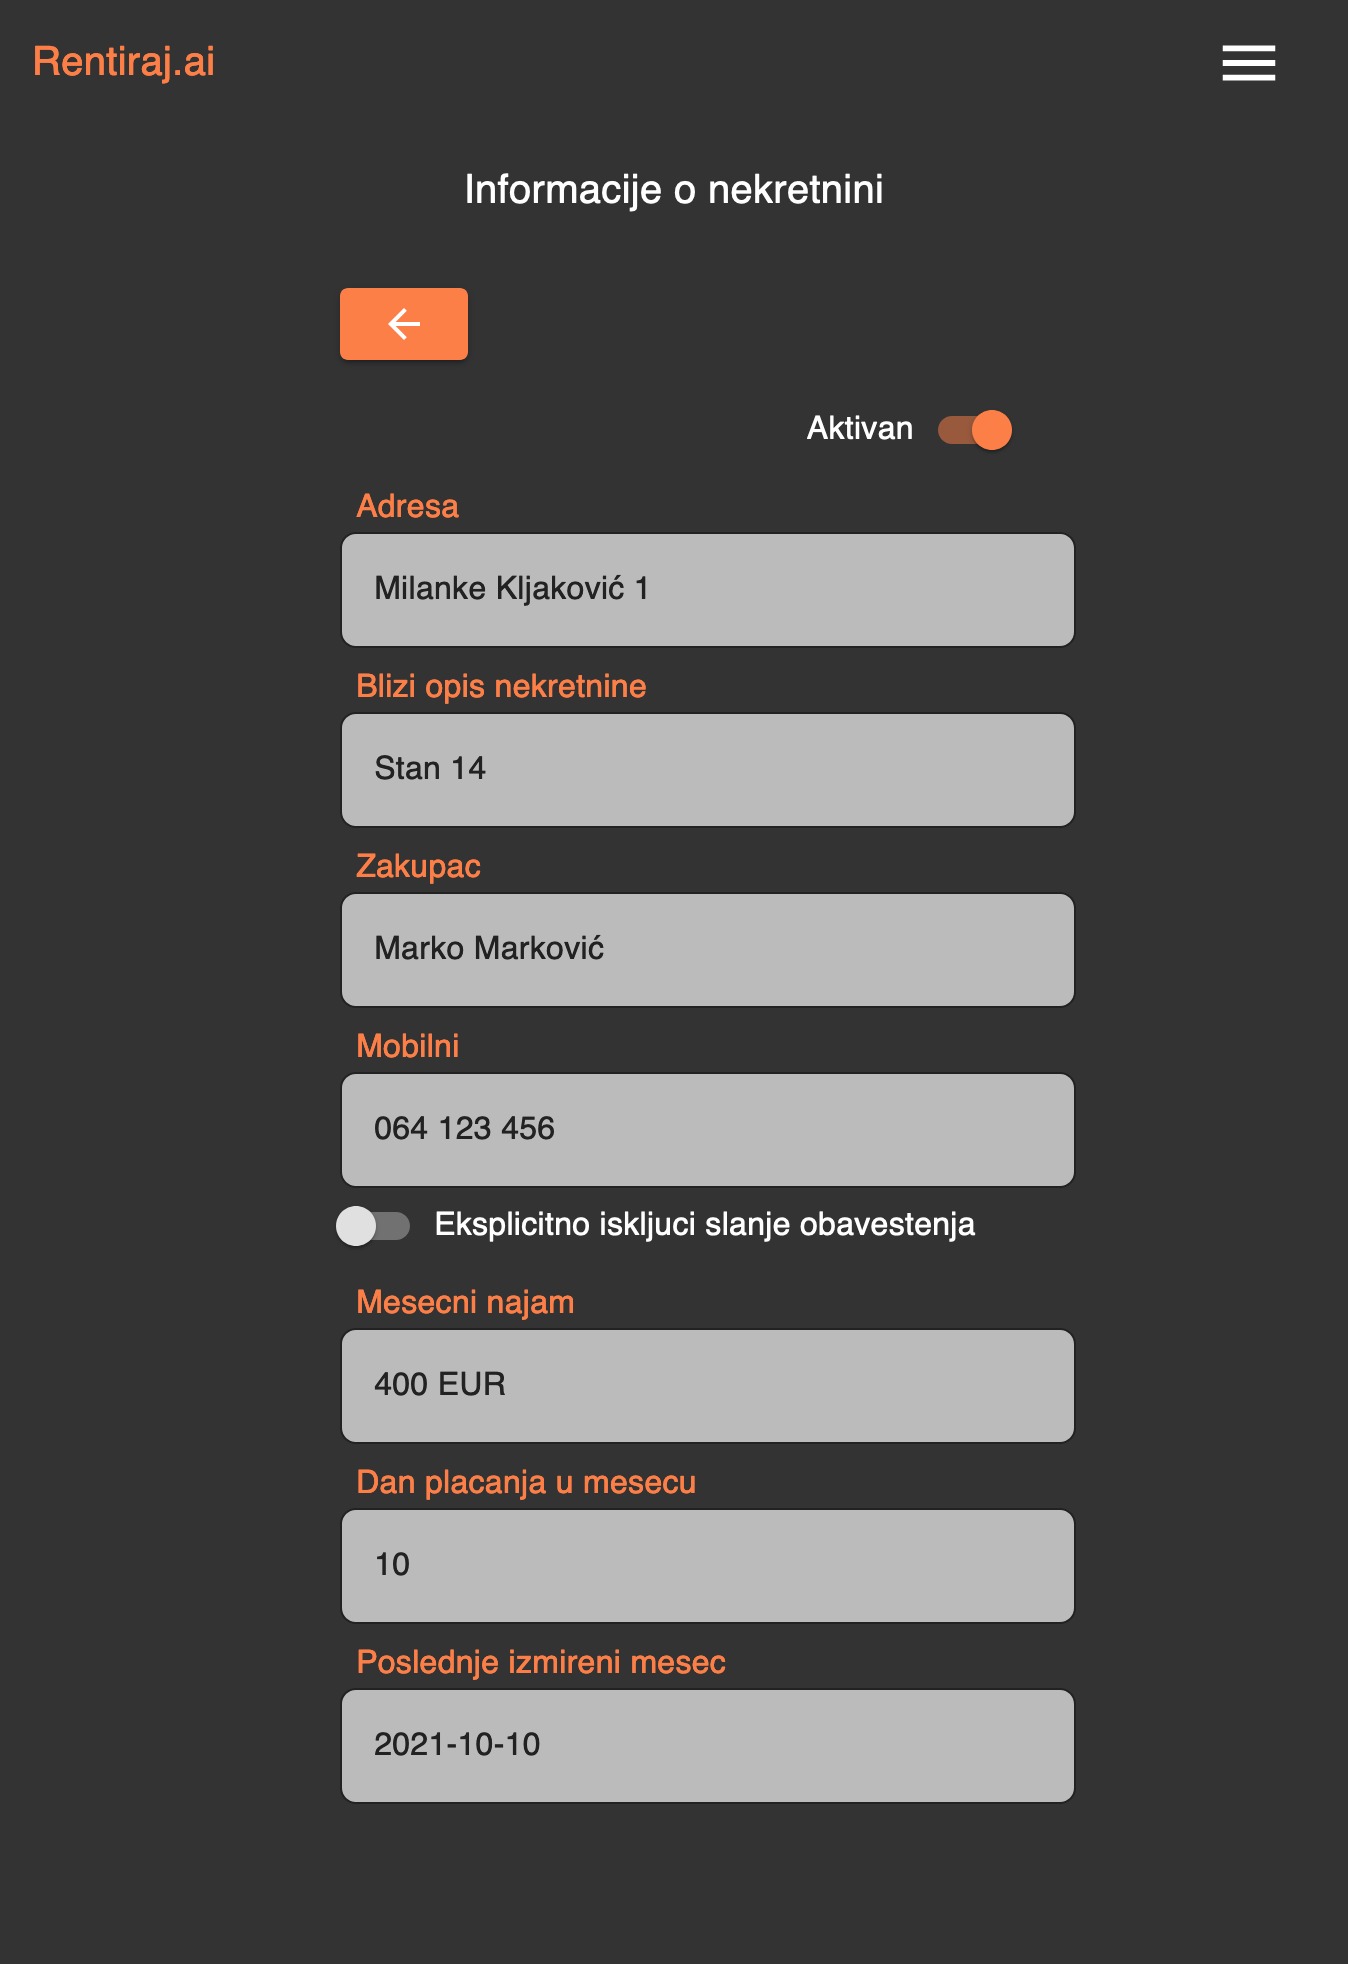 Rentiraj.ai
Informacije o nekretnini
Aktivan
Adresa
Milanke Kljaković 1
Blizi opis nekretnine
Stan 14
Zakupac
Marko Marković
Mobilni
064 123 456
Eksplicitno iskljuci slanje obavestenja
Mesecni najam
400 EUR
Dan placanja u mesecu
10
Poslednje izmireni mesec
2021-10-10